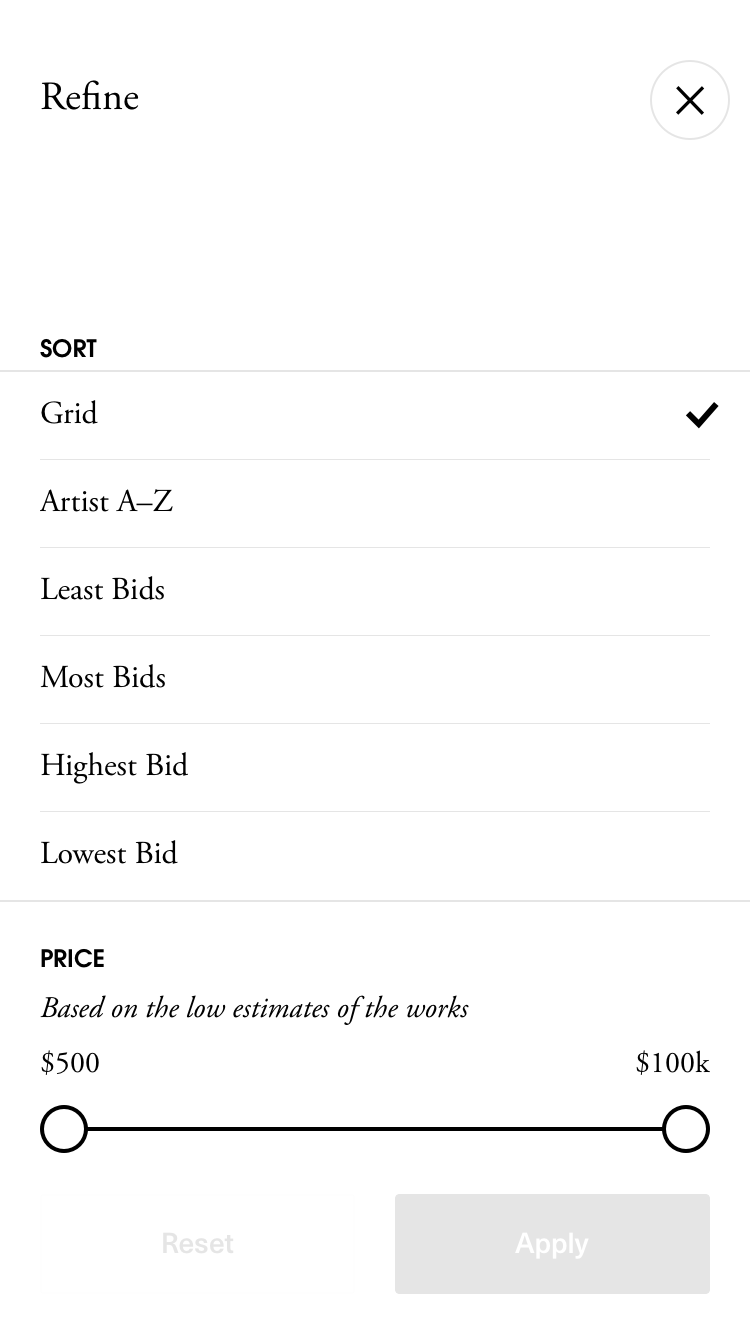 Refine
SORT
Grid
Artist A–Z
Least Bids
Most Bids
Highest Bid
Lowest Bid
PRICE
Based on the low estimates of the works
$500 $100k
Reset Apply